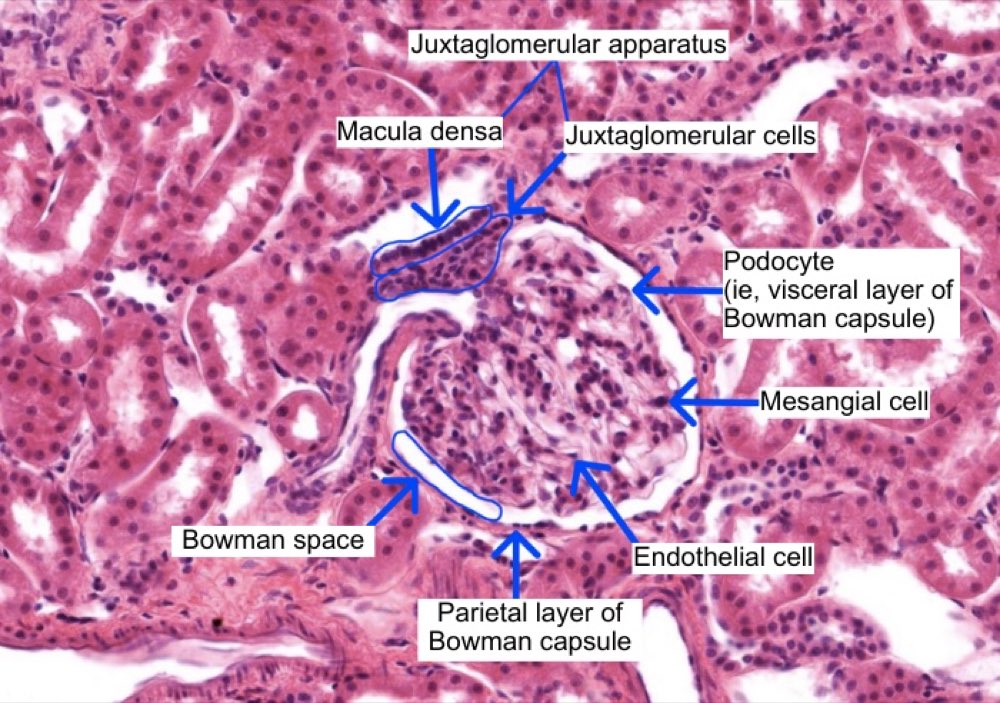 Juxtaglomerular apparatus
Macula densa
Juxtaglomerular cells
Podocyte
(ie, visceral layer of
Bowman capsule)
Mesangial cell
Bowman space
Endothelial cell
Parietal layer of
Bowman capsule